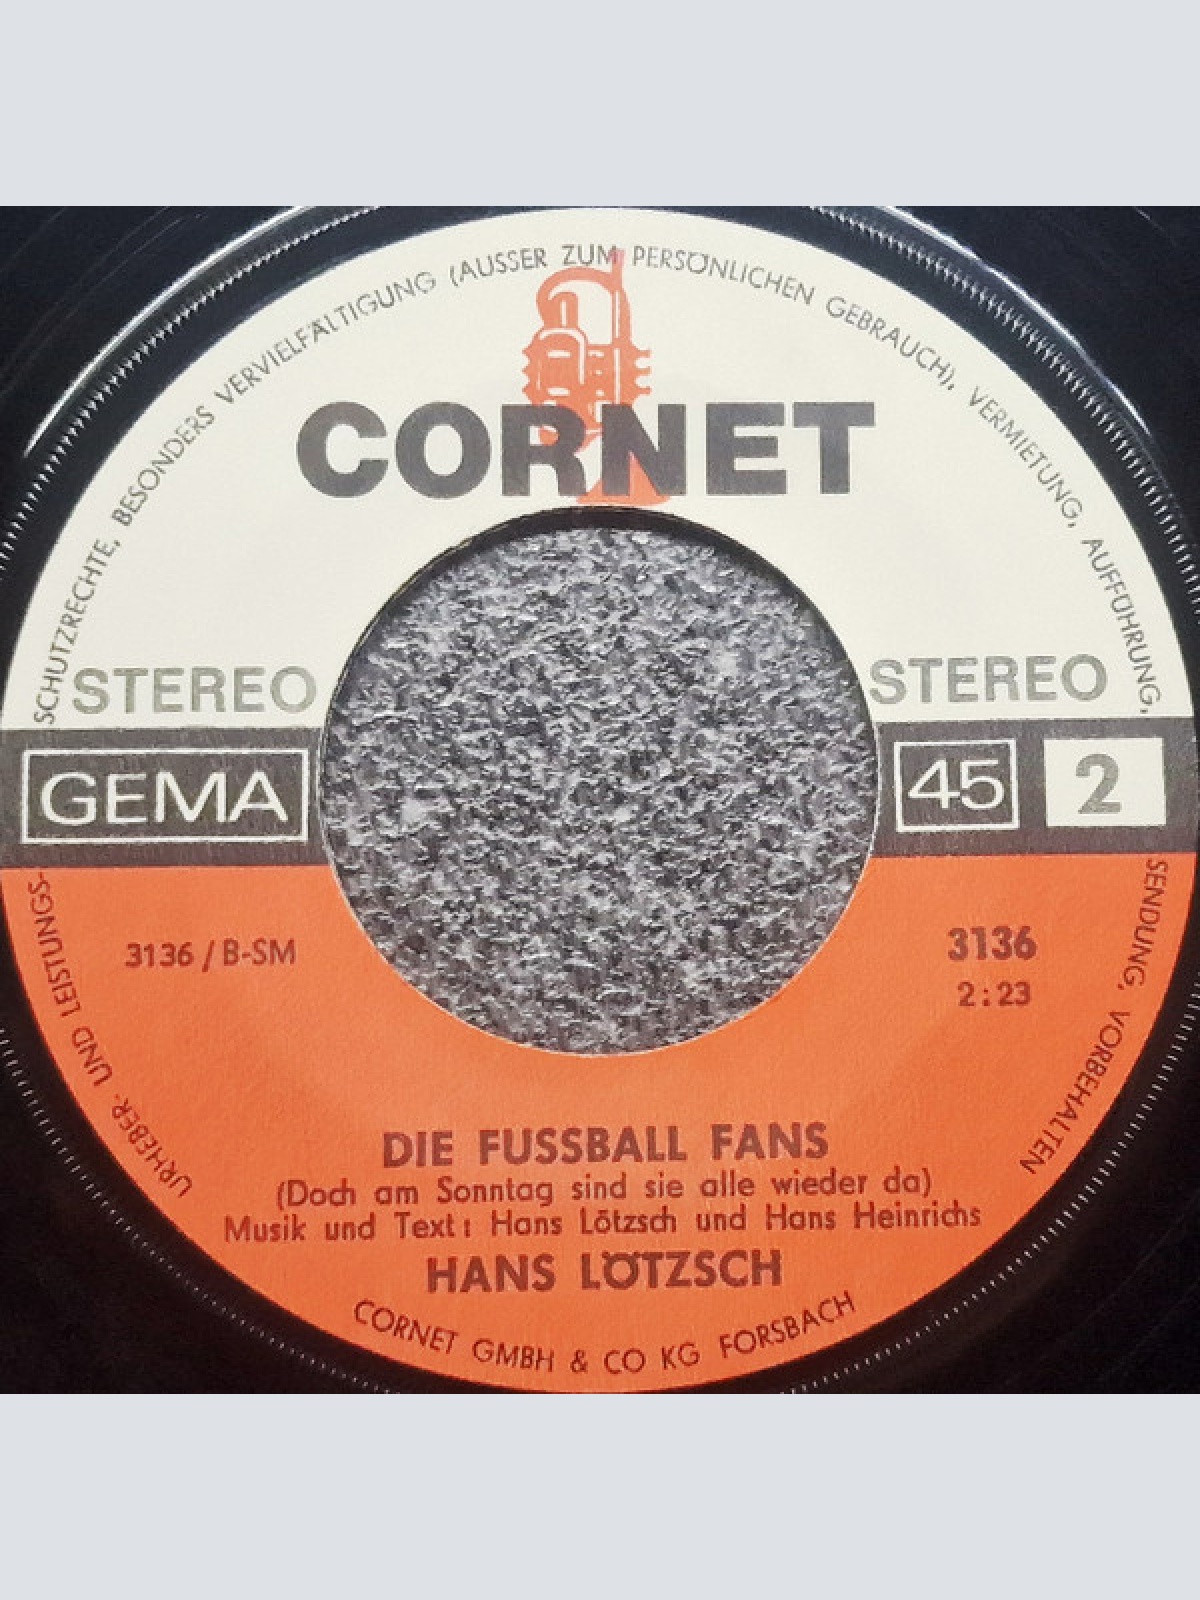 URHEBER- UND LEISTUNGS-SCHUTZRECHTE, BESONDERS VERVIELFÄLTIGUNG (AUSSER ZUM PERSÖNLICHEN GEBRAUCH), VERMIETUNG, AUFFÜHRUNG, SENDUNG, VORBEHALTEN
CORNET
STEREO STEREO
GEMA 45 2
3136 / B-SM 3136
2:23
DIE FUSSBALL FANS
(Doch am Sonntag sind sie alle wieder da)
Musik und Text: Hans Lötzsch und Hans Heinrichs
HANS LÖTZSCH
CORNET GMBH & CO KG FORSBACH